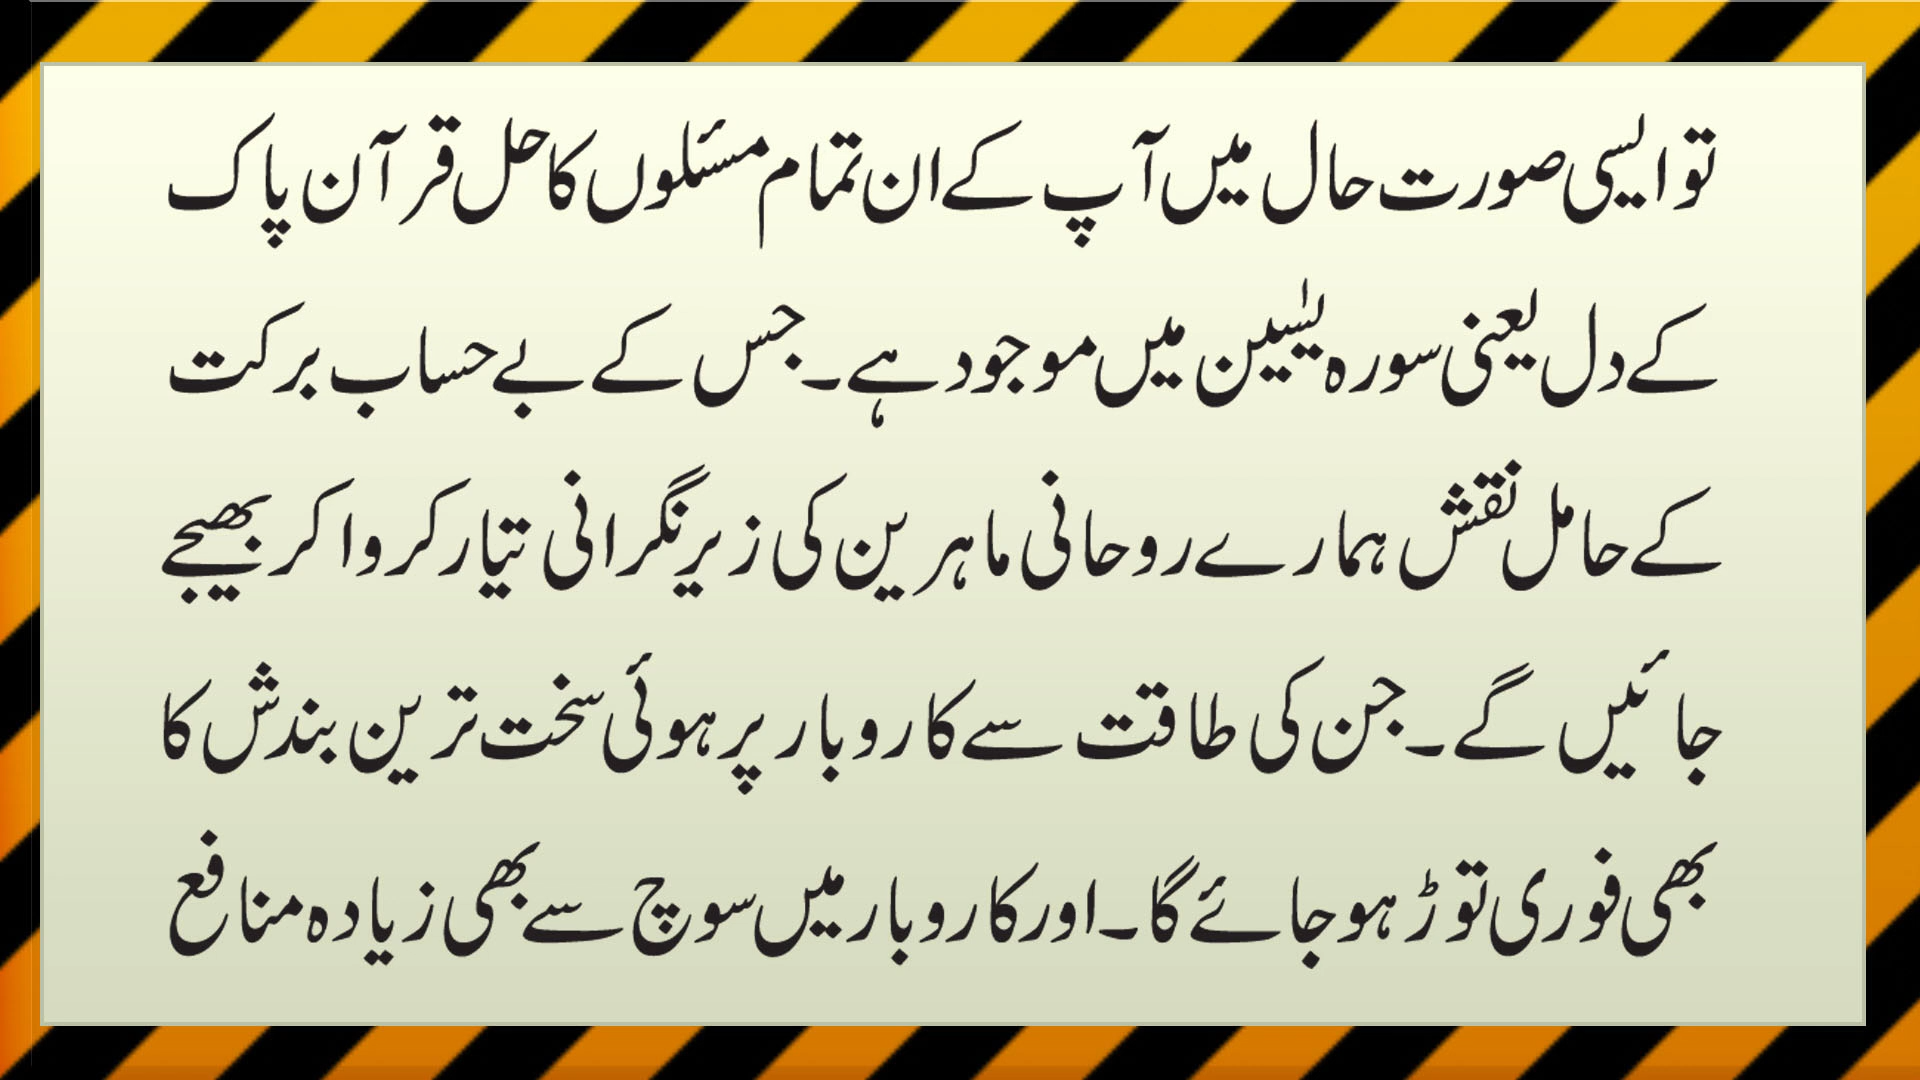 تو ایسی صورت حال میں آپ کے ان تمام مسئلوں کا حل قرآن پاک
کے دل یعنی سورہ یٰسیین میں موجود ہے۔ جس کے بے حساب برکت
کے حامل نقش ہمارے روحانی ماہرین کی زیرنگرانی تیار کروا کر بھیجے
جائیں گے۔ جن کی طاقت سے کاروبار پر ہوئی سخت ترین بندش کا
بھی فوری توڑ ہو جائے گا۔ اور کاروبار میں سوچ سے بھی زیادہ منافع